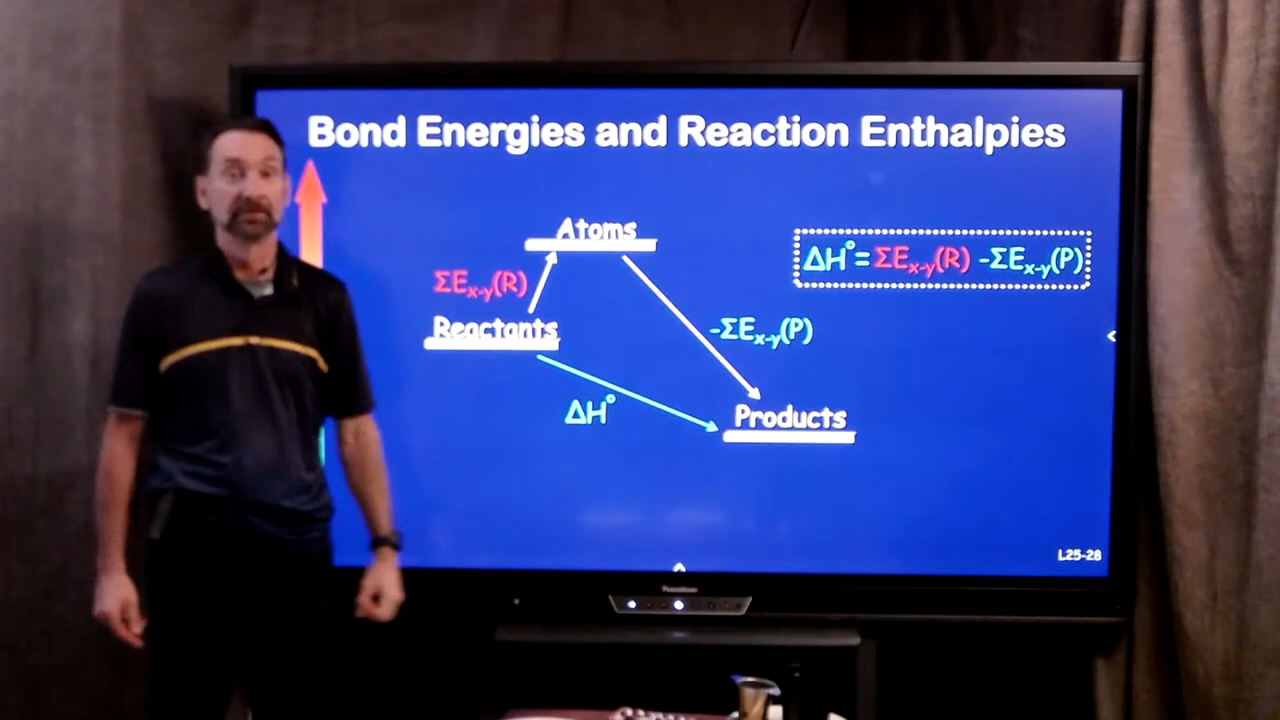 Bond Energies and Reaction Enthalpies
Atoms
ΔH°= ΣEx-y(R) -ΣEx-y(P)
ΣEx-y(R)
Reactants
-ΣEx-y(P)
ΔH°
Products
L25-28